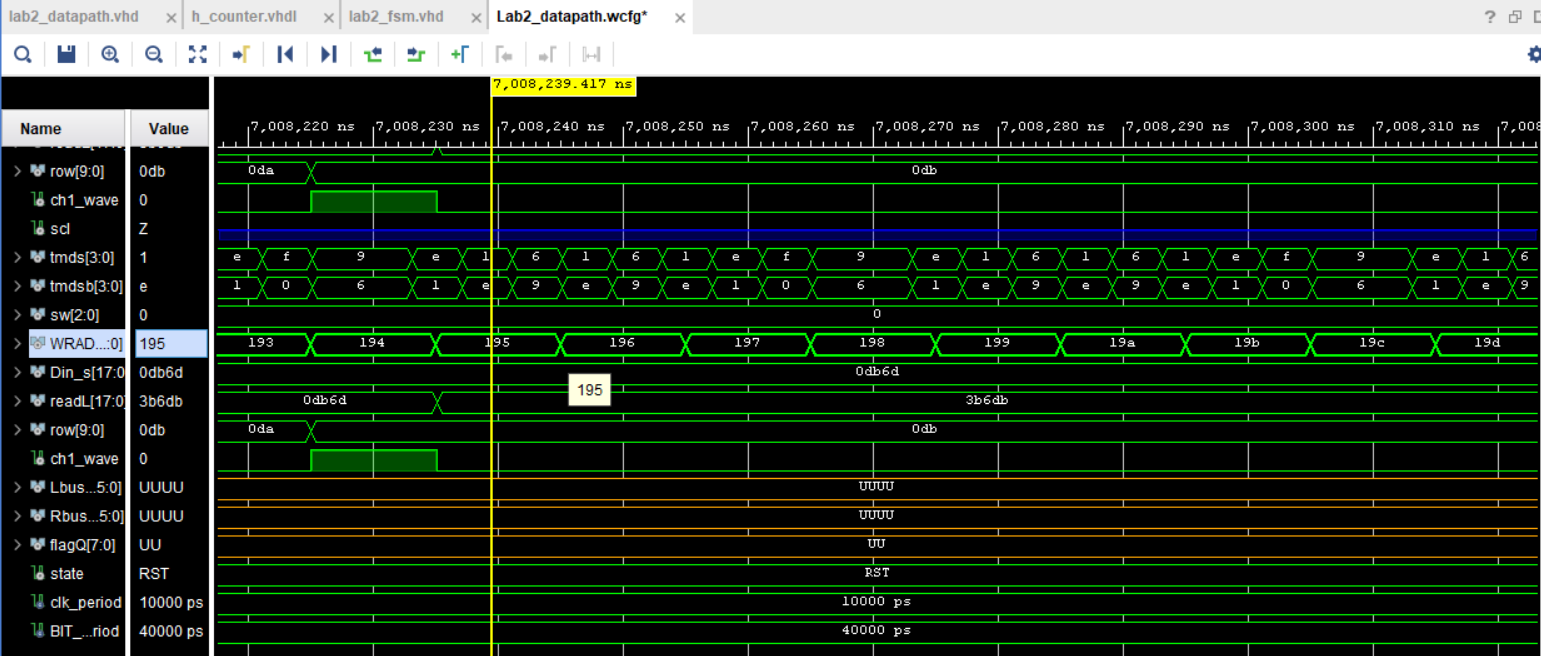 lab2_datapath.vhd × h_counter.vhdl × lab2_fsm.vhd × Lab2_datapath.wcfg* × ?
7,008,239.417 ns
Name Value 7,008,220 ns 7,008,230 ns 7,008,240 ns 7,008,250 ns 7,008,260 ns 7,008,270 ns 7,008,280 ns 7,008,290 ns 7,008,300 ns 7,008,310 ns 7,008
row[9:0] 0db 0da 0db
ch1_wave 0
scl Z
tmds[3:0] 1 e f 9 e 1 6 1 6 1 e f 9 e 1 6 1 6 1 e f 9 e 1 6
tmdsb[3:0] e 1 0 6 1 e 9 e 9 e 1 0 6 1 e 9 e 9 e 1 0 6 1 e 9
sw[2:0] 0 0
WRAD...:0] 195 193 194 195 196 197 198 199 19a 19b 19c 19d
Din_s[17:0 0db6d 0db6d
195
readL[17:0] 3b6db 0db6d 3b6db
row[9:0] 0db 0da 0db
ch1_wave 0
Lbus...5:0] UUUU UUUU
Rbus...5:0] UUUU UUUU
flagQ[7:0] UU UU
state RST RST
clk_period 10000 ps 10000 ps
BIT_...riod 40000 ps 40000 ps